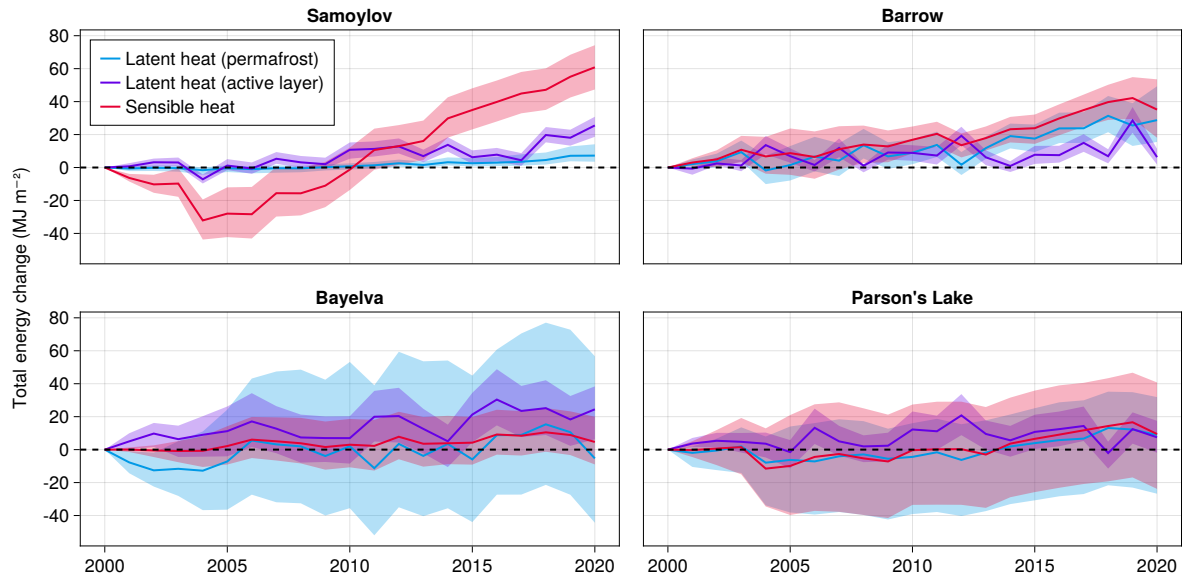 Samoylov
Barrow
80
60
40
20
0
-20
-40
Latent heat (permafrost)
Latent heat (active layer)
Sensible heat
Total energy change (MJ m⁻²)
Bayelva
Parson's Lake
80
60
40
20
0
-20
-40
2000 2005 2010 2015 2020
2000 2005 2010 2015 2020